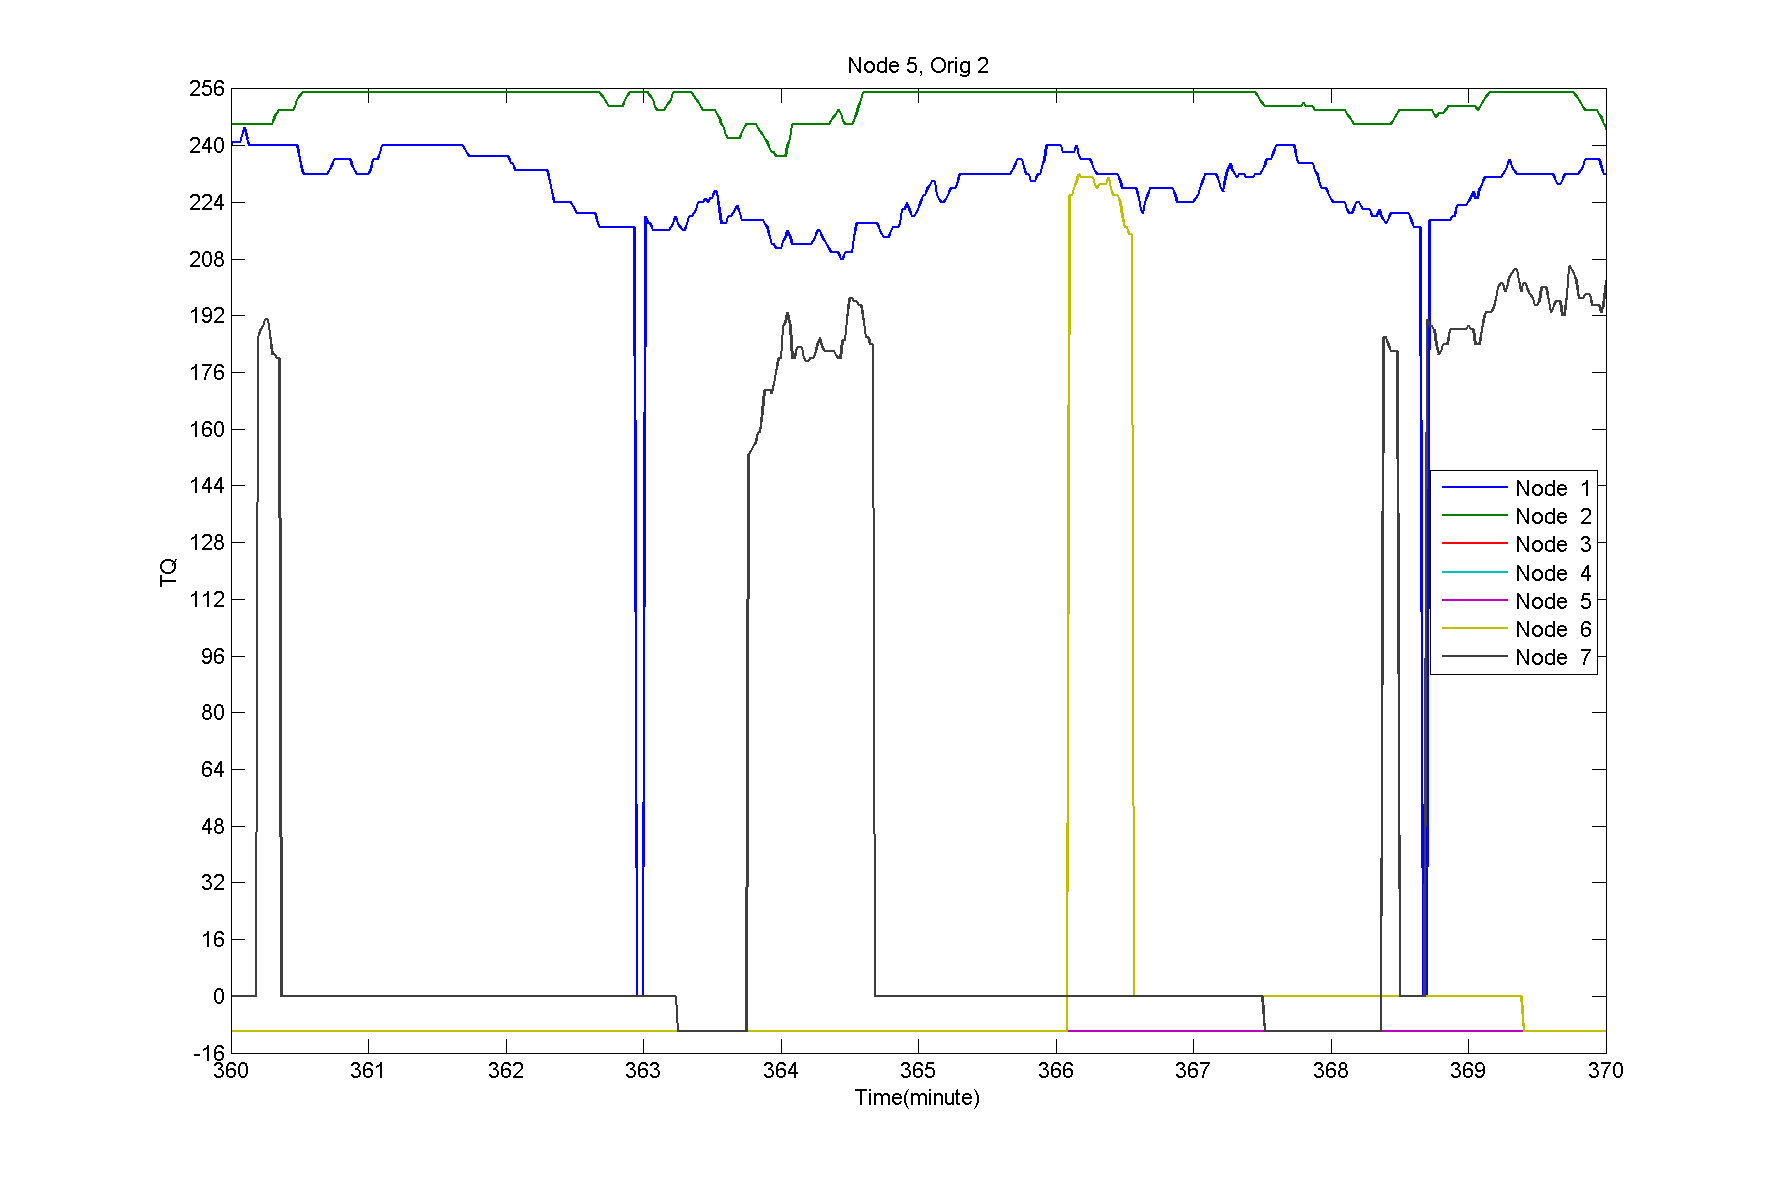 Node 5, Orig 2
256
240
224
208
192
176
160
144
128
112
96
80
64
48
32
16
0
-16
TQ
Node 1
Node 2
Node 3
Node 4
Node 5
Node 6
Node 7
360 361 362 363 364 365 366 367 368 369 370
Time(minute)